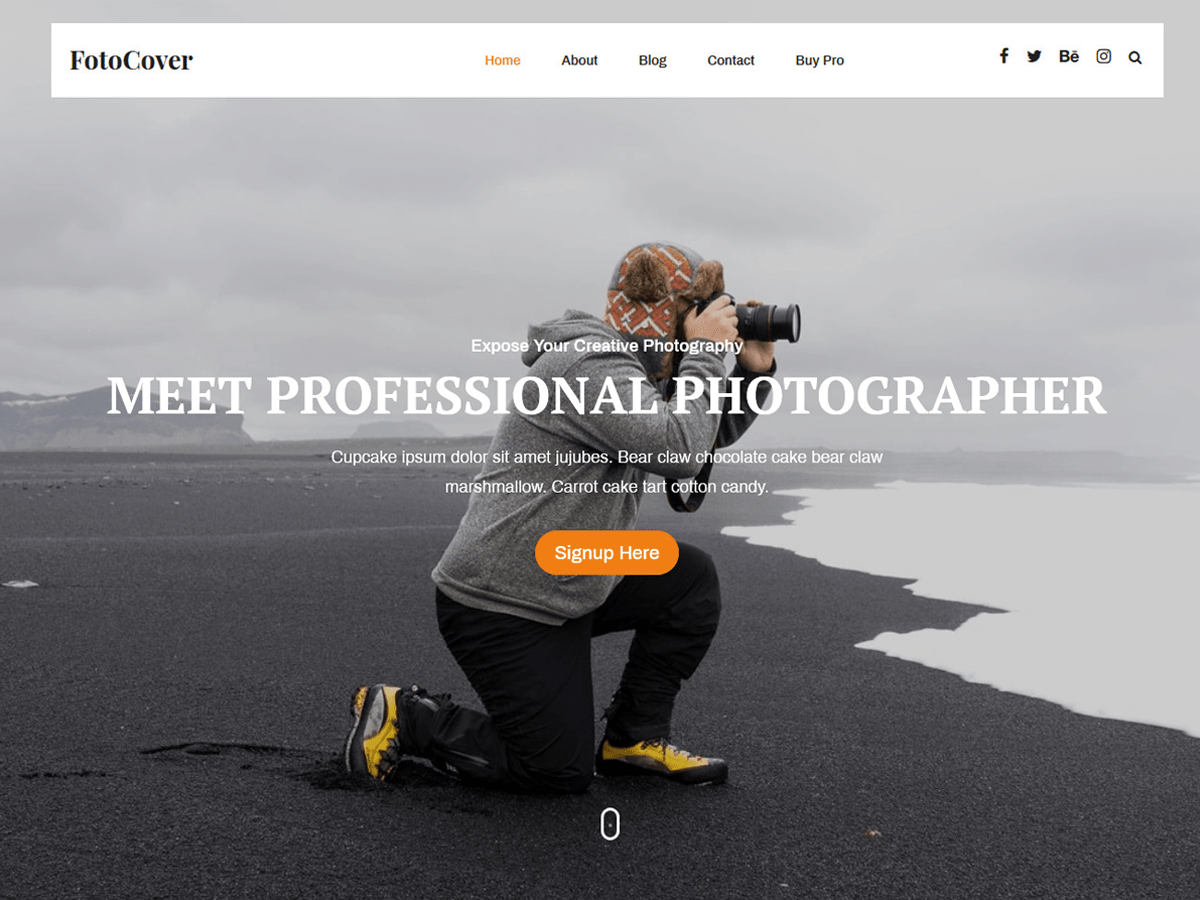 FotoCover
Home About Blog Contact Buy Pro Bē
Expose Your Creative Photography
MEET PROFESSIONAL PHOTOGRAPHER
Cupcake ipsum dolor sit amet jujubes. Bear claw chocolate cake bear claw
marshmallow. Carrot cake tart cotton candy.
Signup Here